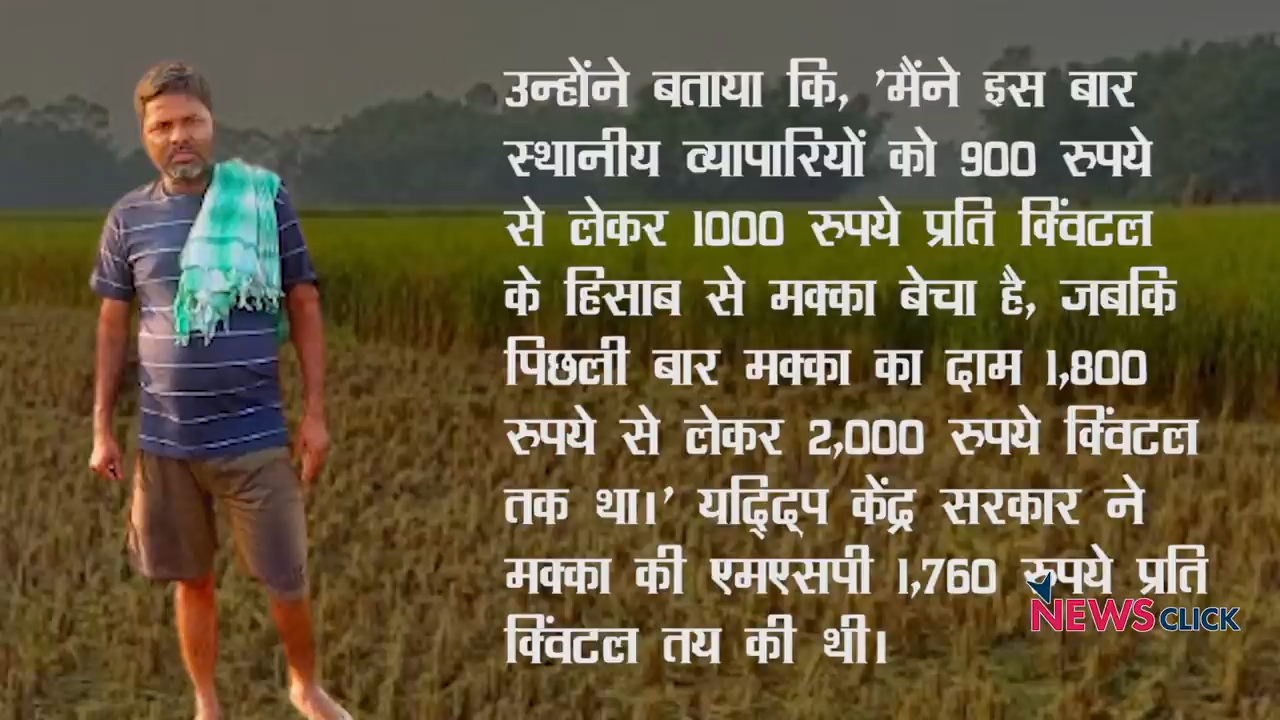 उन्होंने बताया कि, 'मैंने इस बार
स्थानीय व्यापारियों को 900 रुपये
से लेकर 1000 रुपये प्रति क्विंटल
के हिसाब से मक्का बेचा है, जबकि
पिछली बार मक्का का दाम 1,800
रुपये से लेकर 2,000 रुपये क्विंटल
तक था।' यद्दिप केंद्र सरकार ने
मक्का की एमएसपी 1,760 रुपये प्रति
क्विंटल तय की थी।
NEWSCLICK